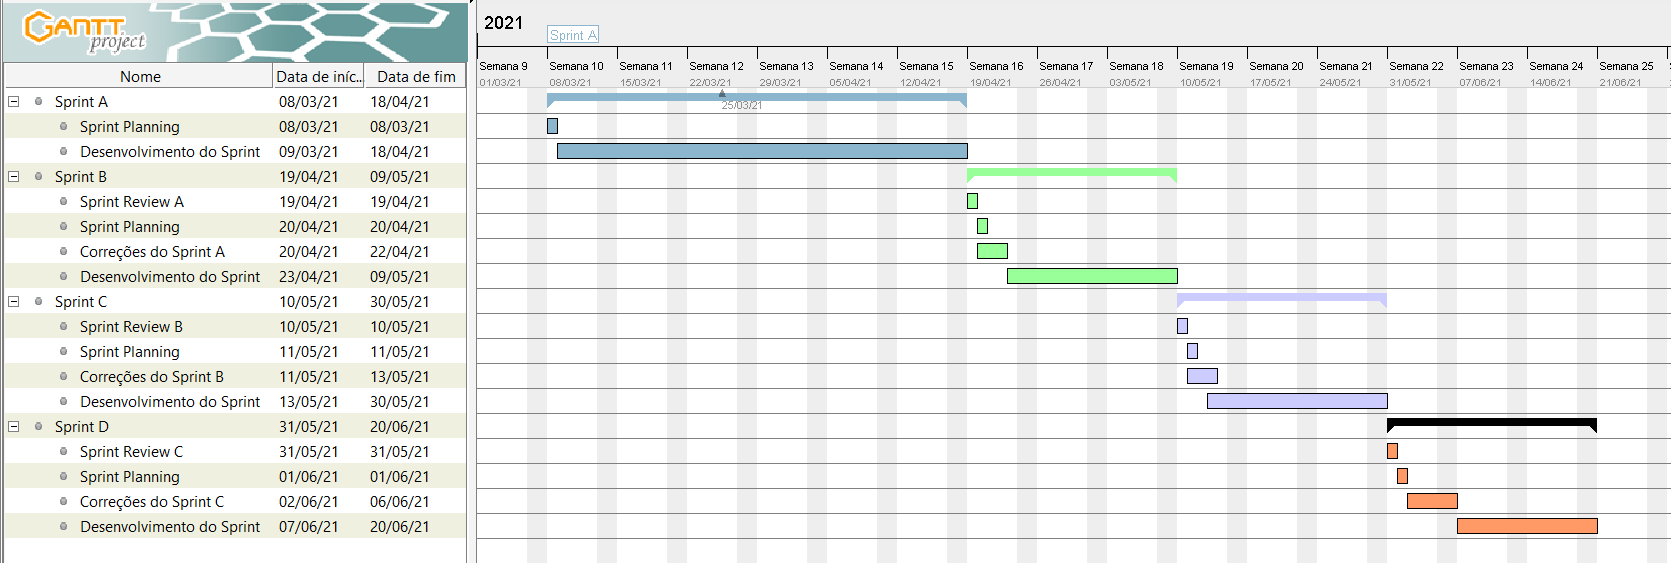 GANTT
project
2021
Sprint A
Nome Data de iníc... Data de fim
Semana 9 Semana 10 Semana 11 Semana 12 Semana 13 Semana 14 Semana 15 Semana 16 Semana 17 Semana 18 Semana 19 Semana 20 Semana 21 Semana 22 Semana 23 Semana 24 Semana 25
01/03/21 08/03/21 15/03/21 22/03/21 29/03/21 05/04/21 12/04/21 19/04/21 26/04/21 03/05/21 10/05/21 17/05/21 24/05/21 31/05/21 07/06/21 14/06/21 21/06/21
Sprint A 08/03/21 18/04/21
25/03/21
Sprint Planning 08/03/21 08/03/21
Desenvolvimento do Sprint 09/03/21 18/04/21
Sprint B 19/04/21 09/05/21
Sprint Review A 19/04/21 19/04/21
Sprint Planning 20/04/21 20/04/21
Correções do Sprint A 20/04/21 22/04/21
Desenvolvimento do Sprint 23/04/21 09/05/21
Sprint C 10/05/21 30/05/21
Sprint Review B 10/05/21 10/05/21
Sprint Planning 11/05/21 11/05/21
Correções do Sprint B 11/05/21 13/05/21
Desenvolvimento do Sprint 13/05/21 30/05/21
Sprint D 31/05/21 20/06/21
Sprint Review C 31/05/21 31/05/21
Sprint Planning 01/06/21 01/06/21
Correções do Sprint C 02/06/21 06/06/21
Desenvolvimento do Sprint 07/06/21 20/06/21